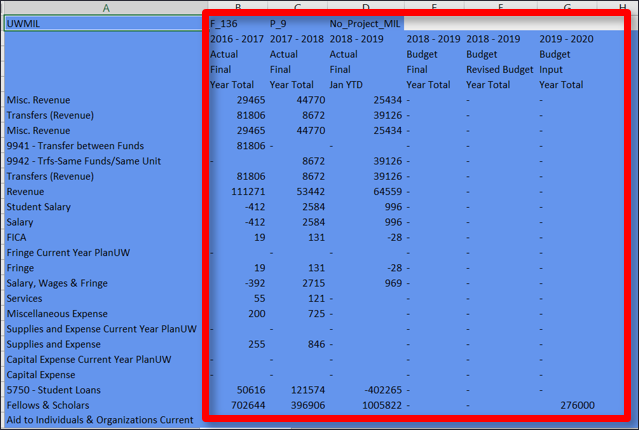 A B C D E F G H
UWMIL F_136 P_9 No_Project_MIL
2016 - 2017 2017 - 2018 2018 - 2019 2018 - 2019 2018 - 2019 2019 - 2020
Actual Actual Actual Budget Budget Budget
Final Final Final Final Revised Budget Input
Year Total Year Total Jan YTD Year Total Year Total Year Total
Misc. Revenue 29465 44770 25434 - - -
Transfers (Revenue) 81806 8672 39126 - - -
Misc. Revenue 29465 44770 25434 - - -
9941 - Transfer between Funds 81806 - - - - -
9942 - Trfs-Same Funds/Same Unit - 8672 39126 - - -
Transfers (Revenue) 81806 8672 39126 - - -
Revenue 111271 53442 64559 - - -
Student Salary -412 2584 996 - - -
Salary -412 2584 996 - - -
FICA 19 131 -28 - - -
Fringe Current Year PlanUW - - - - - -
Fringe 19 131 -28 - - -
Salary, Wages & Fringe -392 2715 969 - - -
Services 55 121 - - - -
Miscellaneous Expense 200 725 - - - -
Supplies and Expense Current Year PlanUW - - - - - -
Supplies and Expense 255 846 - - - -
Capital Expense Current Year PlanUW - - - - - -
Capital Expense - - - - - -
5750 - Student Loans 50616 121574 -402265 - - -
Fellows & Scholars 702644 396906 1005822 - - 276000
Aid to Individuals & Organizations Current